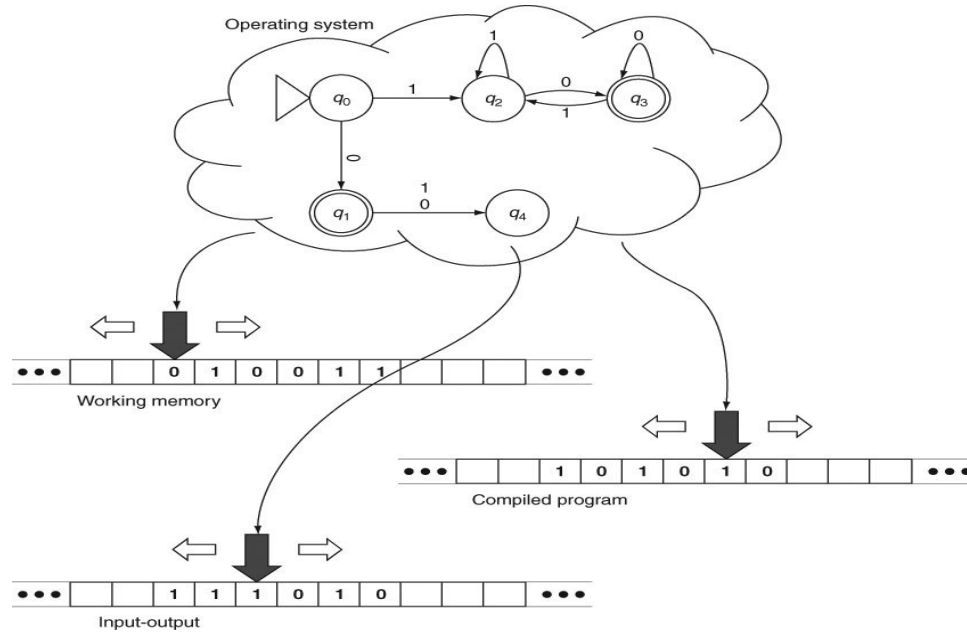 Operating system
1
0
q0
1
q2
0
1
q3
0
q1
1
0
q4
0 1 0 0 1 1
Working memory
1 0 1 0 1 0
Compiled program
1 1 1 0 1 0
Input-output